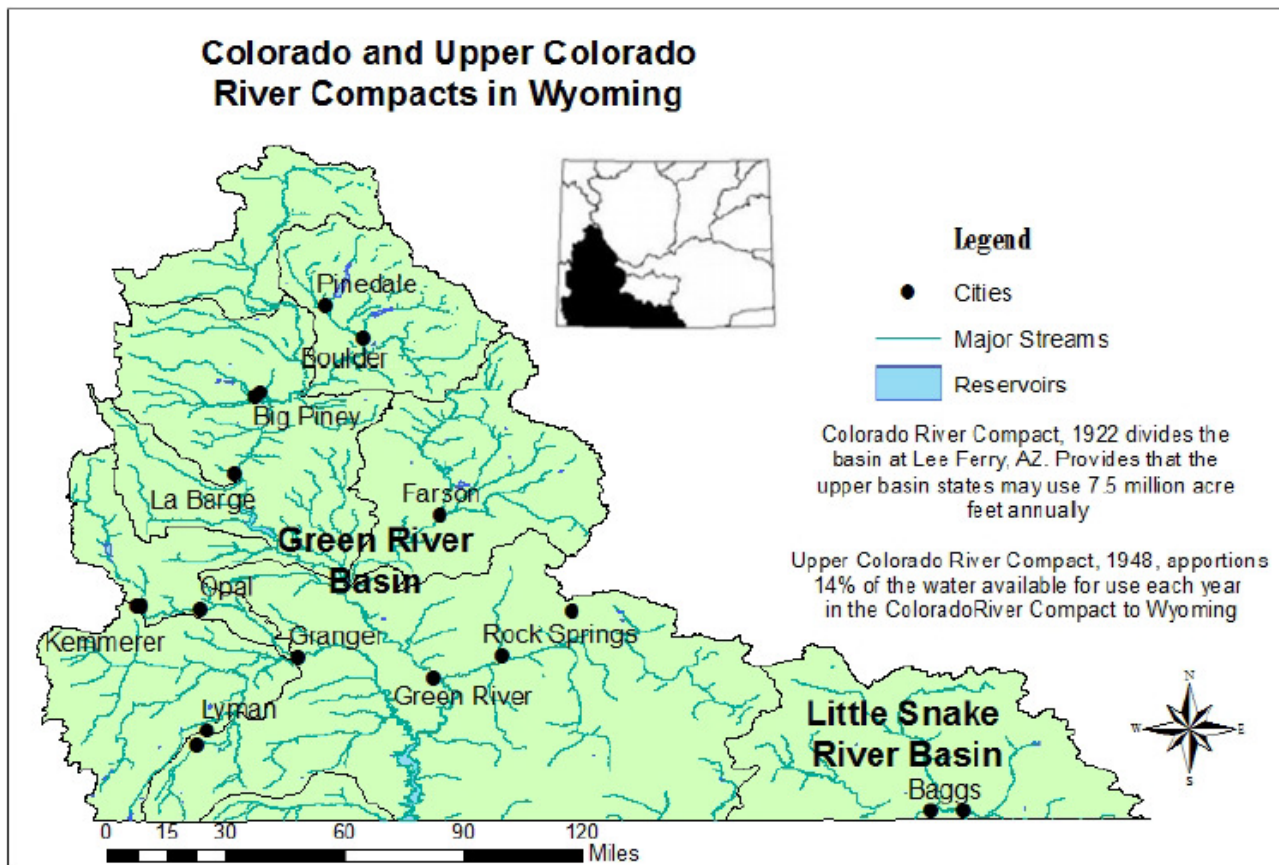 Colorado and Upper Colorado
River Compacts in Wyoming
Legend
Cities
Major Streams
Reservoirs
Colorado River Compact, 1922 divides the
basin at Lee Ferry, AZ. Provides that the
upper basin states may use 7.5 million acre
feet annually
Upper Colorado River Compact, 1948, apportions
14% of the water available for use each year
in the ColoradoRiver Compact to Wyoming
Pinedale
Boulder
Big Piney
La Barge
Farson
Green River
Basin
Opal
Kemmerer
Granger
Rock Springs
Green River
Lyman
Little Snake
River Basin
Baggs
N
W
E
S
0 15 30 60 90 120
Miles